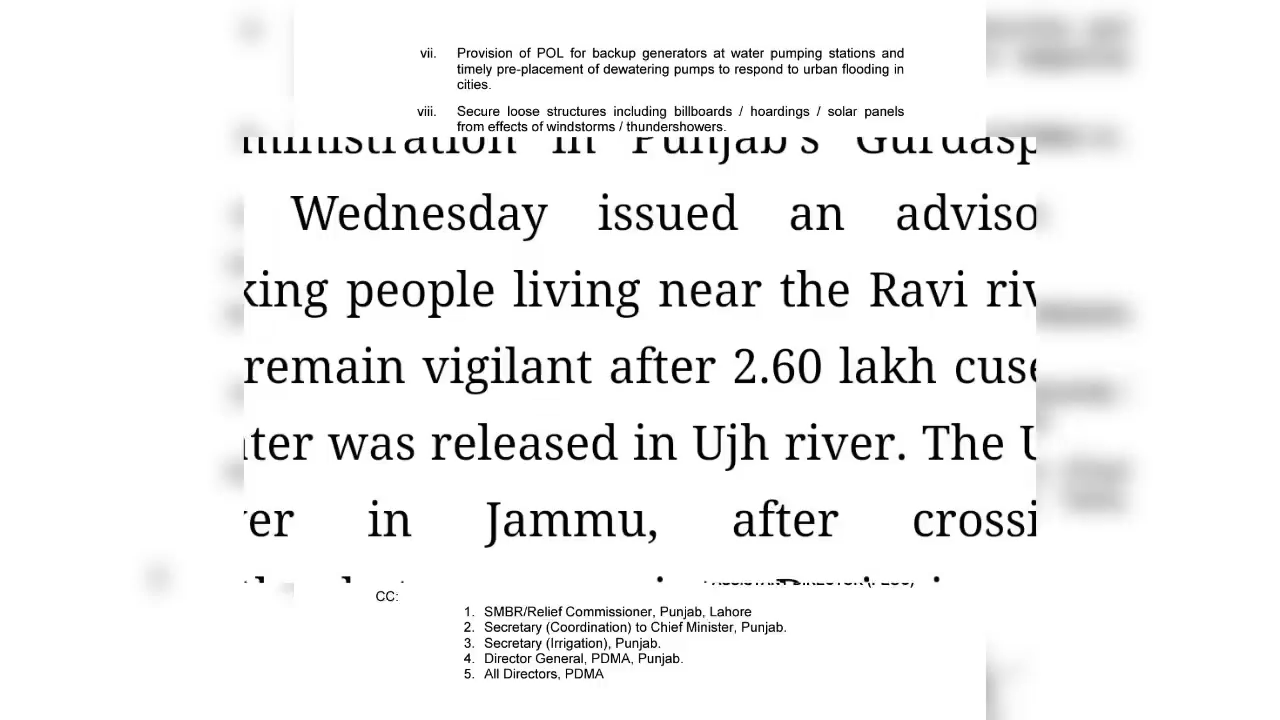 vii. Provision of POL for backup generators at water pumping stations and
timely pre-placement of dewatering pumps to respond to urban flooding in
cities.
viii. Secure loose structures including billboards / hoardings / solar panels
from effects of windstorms / thundershowers.
ministration in Punjab's Gurdasp
Wednesday issued an adviso
king people living near the Ravi riv
remain vigilant after 2.60 lakh cuse
ter was released in Ujh river. The U
er in Jammu, after crossi
ASSISTANT DIRECTOR
CC:
1. SMBR/Relief Commissioner, Punjab, Lahore
2. Secretary (Coordination) to Chief Minister, Punjab.
3. Secretary (Irrigation), Punjab.
4. Director General, PDMA, Punjab.
5. All Directors, PDMA